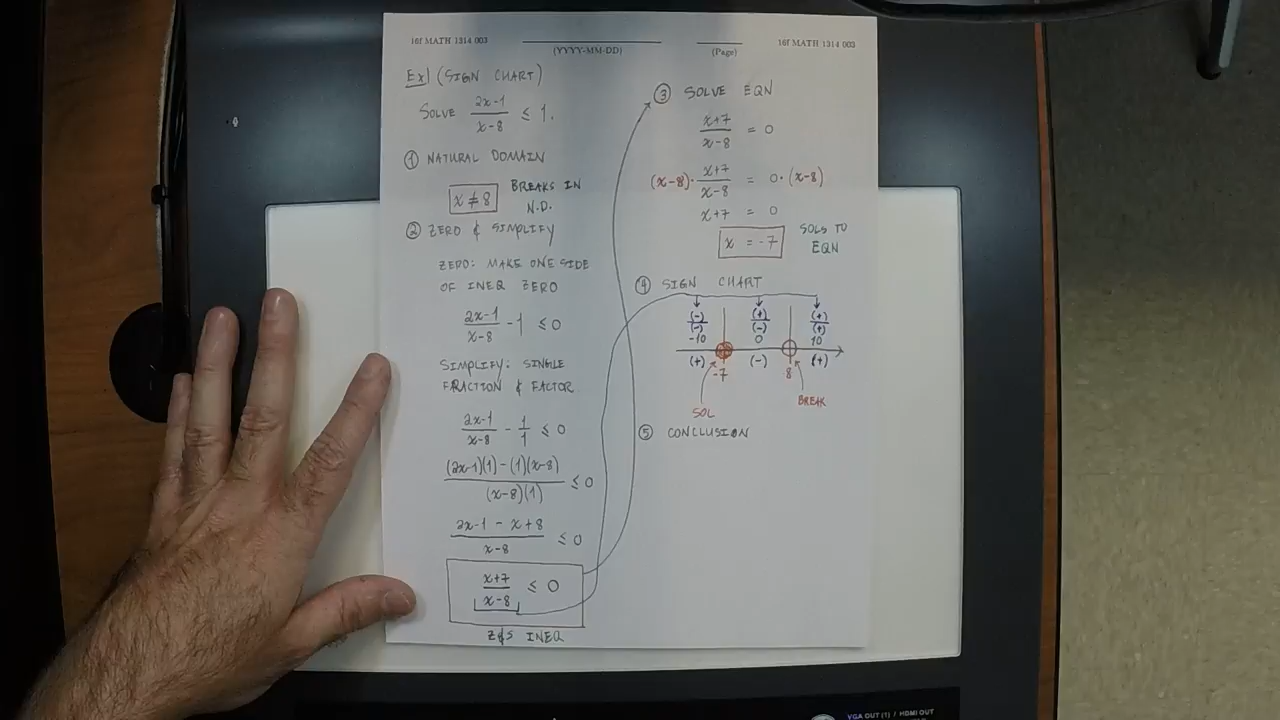 16f MATH 1314 003
(YYYY-MM-DD)
(Page)
16f MATH 1314 003
Ex) (SIGN CHART)
SOLVE (2x-1)/(x-8) ≤ 1.
① NATURAL DOMAIN
x ≠ 8 BREAKS IN
N.D.
② ZERO & SIMPLIFY
ZERO: MAKE ONE SIDE
OF INEQ ZERO
(2x-1)/(x-8) - 1 ≤ 0
SIMPLIFY: SINGLE
FRACTION & FACTOR
(2x-1)/(x-8) - 1/1 ≤ 0
((2x-1)(1) - (1)(x-8))/((x-8)(1)) ≤ 0
(2x-1 - x+8)/(x-8) ≤ 0
(x+7)/(x-8) ≤ 0
Z&S INEQ
③ SOLVE EQN
(x+7)/(x-8) = 0
(x-8)·(x+7)/(x-8) = 0·(x-8)
x+7 = 0
x = -7 SOLS TO
EQN
④ SIGN CHART
(-)/(-) (+)/(-) (+)/(+)
-10 0 10
(+) (-) (+)
-7 8
SOL BREAK
⑤ CONCLUSION
VGA OUT (1) / HDMI OUT